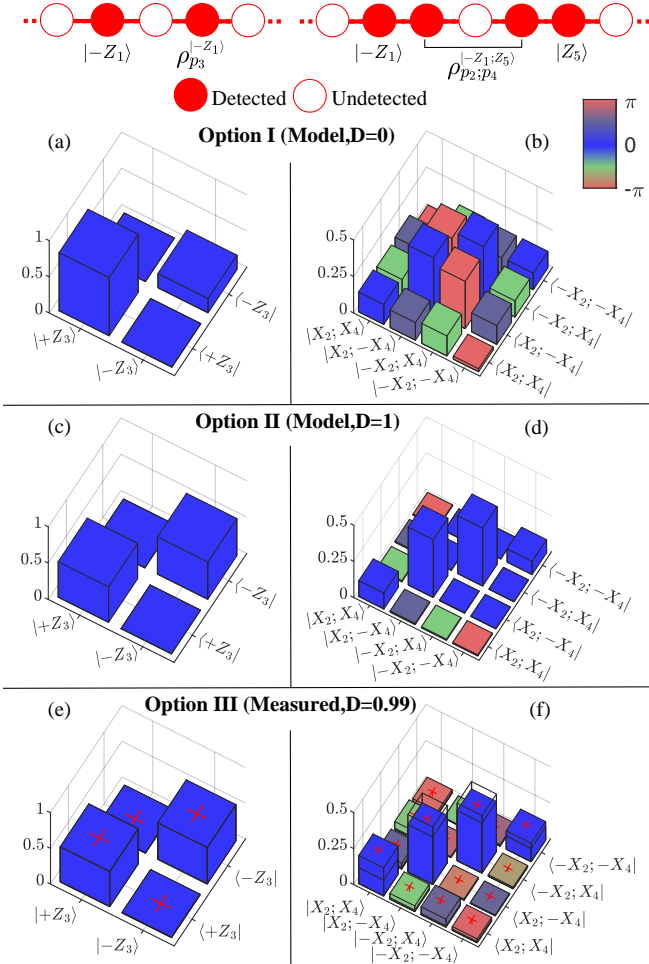 |−Z₁⟩ ρ_{p₃}^{|−Z₁⟩} |−Z₁⟩ ρ_{p₂;p₄}^{|−Z₁;Z₅⟩} |Z₅⟩
Detected Undetected
π
0
-π
(a) Option I (Model,D=0) (b)
1
0.5
0
|+Z₃⟩
|−Z₃⟩
⟨+Z₃|
⟨−Z₃|
0.5
0.25
0
|X₂; X₄⟩
|X₂; −X₄⟩
|−X₂; X₄⟩
|−X₂; −X₄⟩
⟨X₂; X₄|
⟨X₂; −X₄|
⟨−X₂; X₄|
⟨−X₂; −X₄|
(c) Option II (Model,D=1) (d)
1
0.5
0
|+Z₃⟩
|−Z₃⟩
⟨+Z₃|
⟨−Z₃|
0.5
0.25
0
|X₂; X₄⟩
|X₂; −X₄⟩
|−X₂; X₄⟩
|−X₂; −X₄⟩
⟨X₂; X₄|
⟨X₂; −X₄|
⟨−X₂; X₄|
⟨−X₂; −X₄|
(e) Option III (Measured,D=0.99) (f)
1
0.5
0
|+Z₃⟩
|−Z₃⟩
⟨+Z₃|
⟨−Z₃|
0.5
0.25
0
|X₂; X₄⟩
|X₂; −X₄⟩
|−X₂; X₄⟩
|−X₂; −X₄⟩
⟨X₂; X₄|
⟨X₂; −X₄|
⟨−X₂; X₄|
⟨−X₂; −X₄|